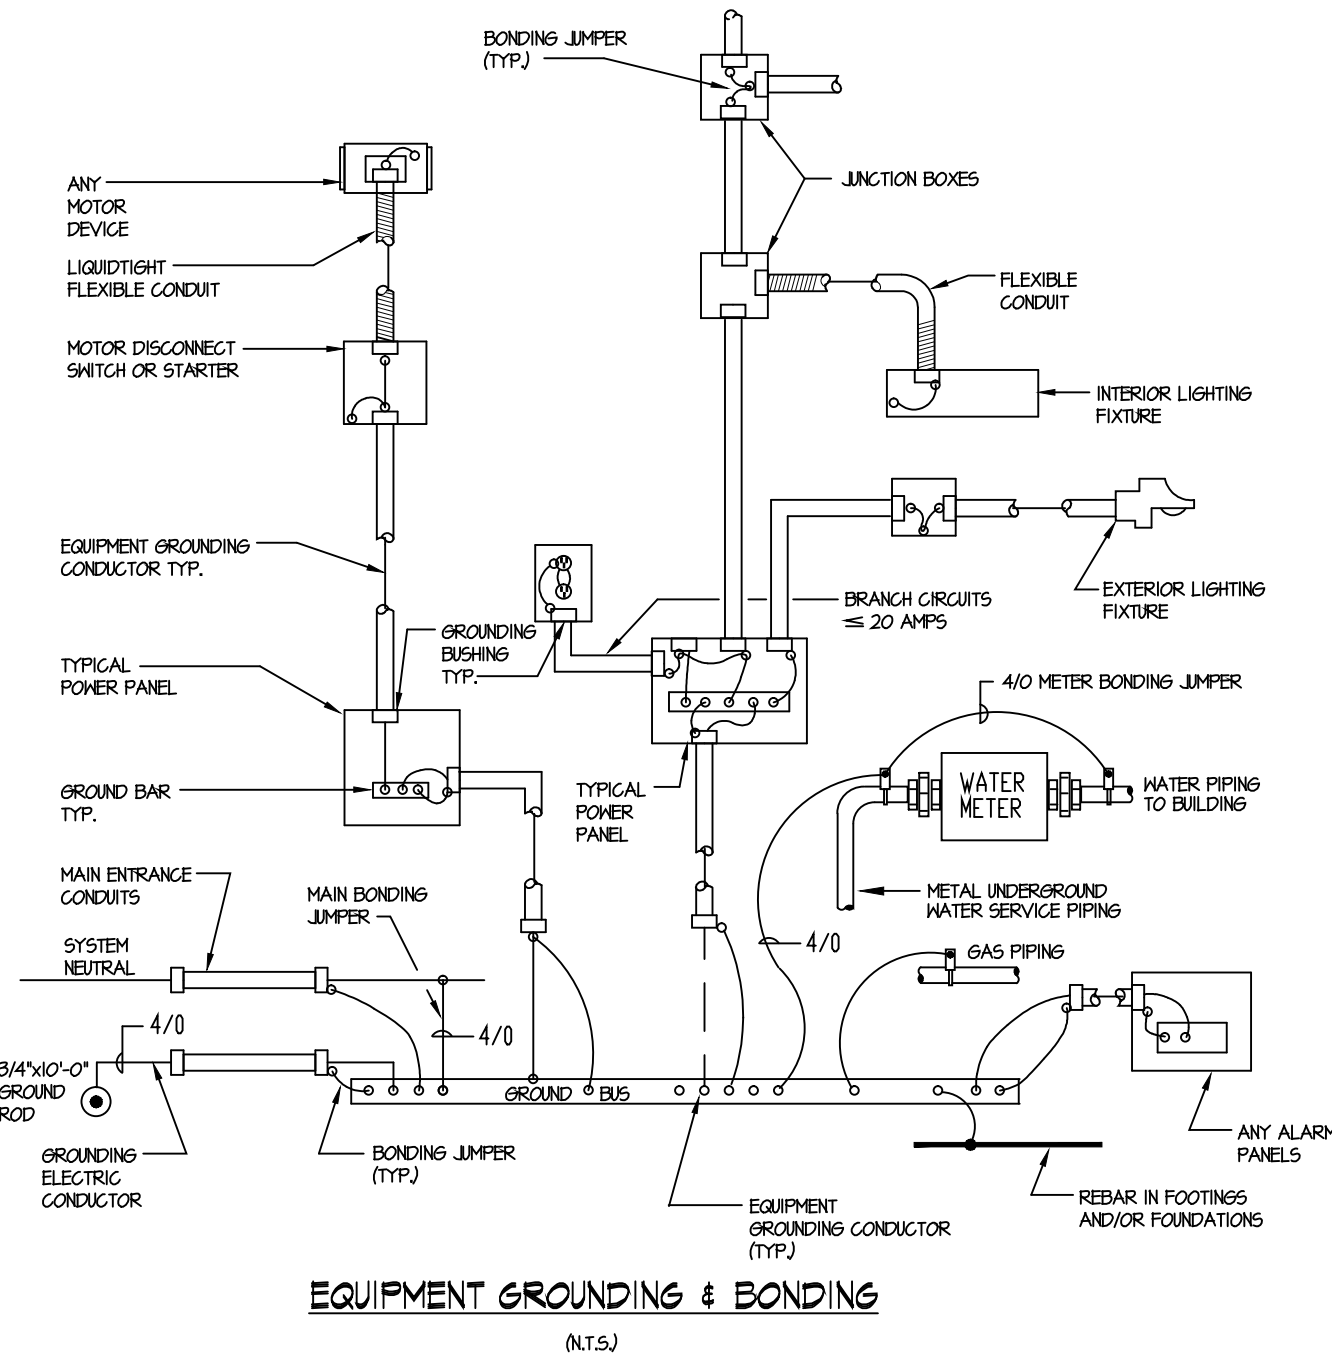 BONDING JUMPER
(TYP.)
ANY
MOTOR
DEVICE
JUNCTION BOXES
LIQUIDTIGHT
FLEXIBLE CONDUIT
FLEXIBLE
CONDUIT
MOTOR DISCONNECT
SWITCH OR STARTER
INTERIOR LIGHTING
FIXTURE
EQUIPMENT GROUNDING
CONDUCTOR TYP.
EXTERIOR LIGHTING
FIXTURE
BRANCH CIRCUITS
≤ 20 AMPS
GROUNDING
BUSHING
TYP.
TYPICAL
POWER PANEL
4/0 METER BONDING JUMPER
GROUND BAR
TYP.
TYPICAL
POWER
PANEL
WATER
METER
WATER PIPING
TO BUILDING
MAIN ENTRANCE
CONDUITS
MAIN BONDING
JUMPER
METAL UNDERGROUND
WATER SERVICE PIPING
SYSTEM
NEUTRAL
4/0
GAS PIPING
4/0
4/0
3/4"x10'-0"
GROUND
ROD
GROUND BUS
GROUNDING
ELECTRIC
CONDUCTOR
BONDING JUMPER
(TYP.)
ANY ALARM
PANELS
EQUIPMENT
GROUNDING CONDUCTOR
(TYP.)
REBAR IN FOOTINGS
AND/OR FOUNDATIONS
EQUIPMENT GROUNDING & BONDING
(N.T.S.)